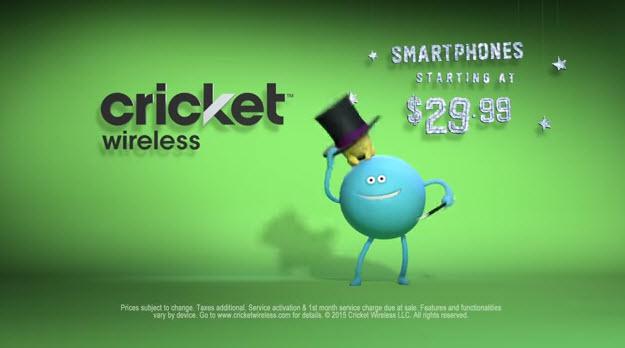 cricket™
wireless
SMARTPHONES
STARTING AT
$29.99
Prices subject to change. Taxes additional. Service activation & 1st month service charge due at sale. Features and functionalities
vary by device. Go to www.cricketwireless.com for details. © 2015 Cricket Wireless LLC. All rights reserved.